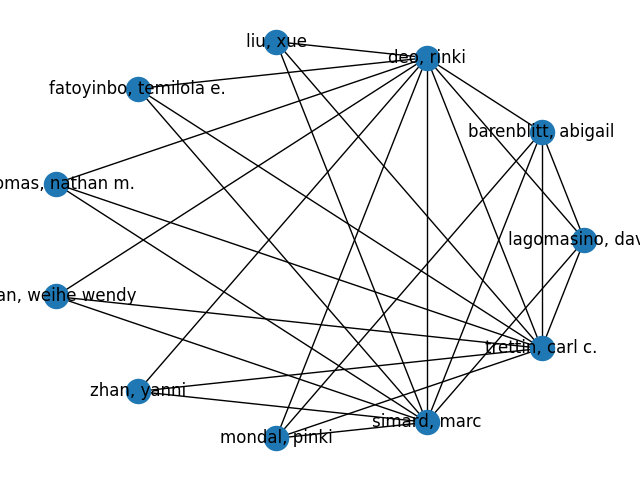 liu, xue
deo, rinki
fatoyinbo, temilola e.
barenblitt, abigail
omas, nathan m.
lagomasino, dav
an, weihe wendy
trettin, carl c.
zhan, yanni
simard, marc
mondal, pinki